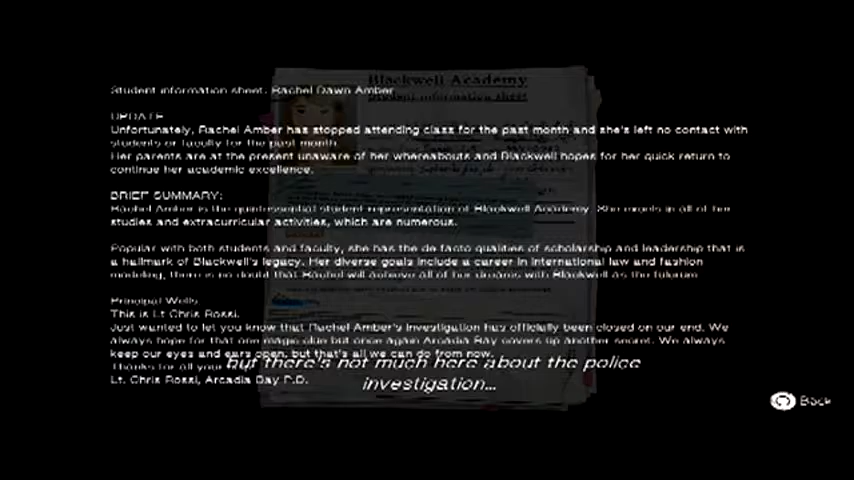 Blackwell Academy
Student information sheet
Student information sheet. Rachel Dawn Amber
UPDATE
Unfortunately, Rachel Amber has stopped attending class for the past month and she's left no contact with
students or faculty for the past month.
Her parents are at the present unaware of her whereabouts and Blackwell hopes for her quick return to
continue her academic excellence.
BRIEF SUMMARY:
Rachel Amber is the quintessential student representation of Blackwell Academy. She excels in all of her
studies and extracurricular activities, which are numerous.
Popular with both students and faculty, she has the de facto qualities of scholarship and leadership that is
a hallmark of Blackwell's legacy. Her diverse goals include a career in international law and fashion
modeling, there is no doubt that Rachel will achieve all of her dreams with Blackwell as the fulcrum
Principal Wells
This is Lt Chris Rossi.
Just wanted to let you know that Rachel Amber's investigation has officially been closed on our end. We
always hope for that one magic clue but once again Arcadia Bay covers up another secret. We always
keep our eyes and ears open, but that's all we can do from now.
Thanks for all your
Lt. Chris Rossi, Arcadia Bay P.D.
but there's not much here about the police
investigation...
Back